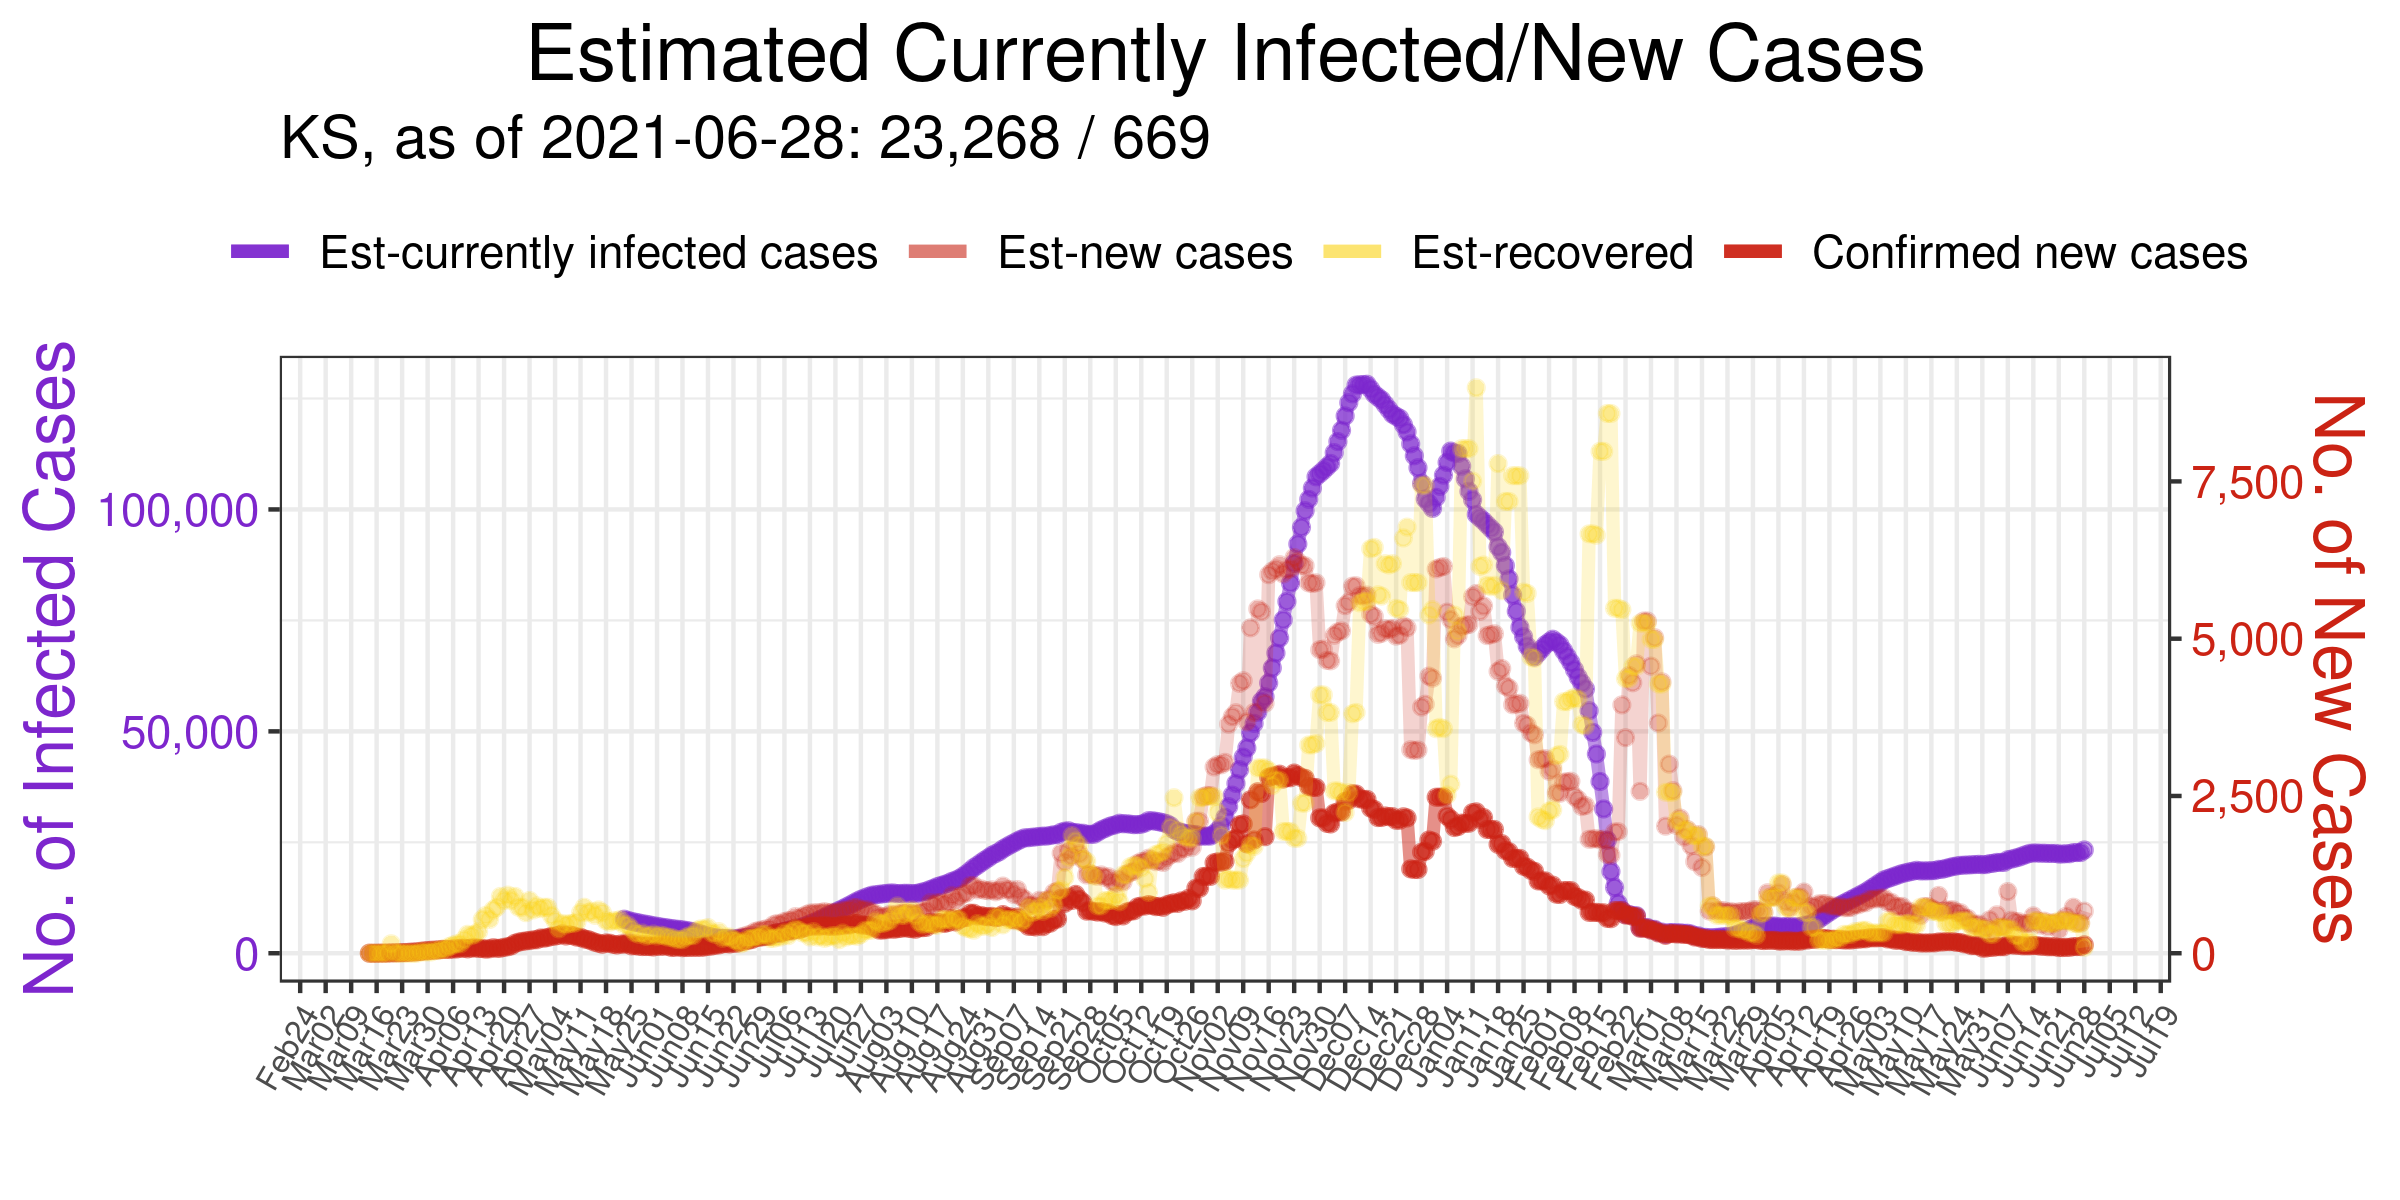 Estimated Currently Infected/New Cases
KS, as of 2021-06-28: 23,268 / 669
Est-currently infected cases Est-new cases Est-recovered Confirmed new cases
No. of Infected Cases
100,000
50,000
0
7,500
5,000
2,500
0
No. of New Cases
Feb24 Mar02 Mar09 Mar16 Mar23 Mar30 Apr06 Apr13 Apr20 Apr27 May04 May11 May18 May25 Jun01 Jun08 Jun15 Jun22 Jun29 Jul06 Jul13 Jul20 Jul27 Aug03 Aug10 Aug17 Aug24 Aug31 Sep07 Sep14 Sep21 Sep28 Oct05 Oct12 Oct19 Oct26 Nov02 Nov09 Nov16 Nov23 Nov30 Dec07 Dec14 Dec21 Dec28 Jan04 Jan11 Jan18 Jan25 Feb01 Feb08 Feb15 Feb22 Mar01 Mar08 Mar15 Mar22 Mar29 Apr05 Apr12 Apr19 Apr26 May03 May10 May17 May24 May31 Jun07 Jun14 Jun21 Jun28 Jul05 Jul12 Jul19